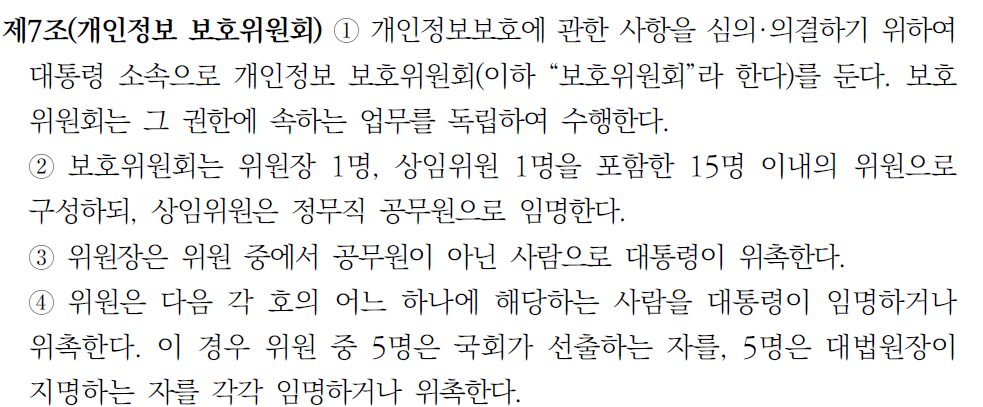 제7조(개인정보 보호위원회) ① 개인정보보호에 관한 사항을 심의·의결하기 위하여
대통령 소속으로 개인정보 보호위원회(이하 “보호위원회”라 한다)를 둔다. 보호
위원회는 그 권한에 속하는 업무를 독립하여 수행한다.
② 보호위원회는 위원장 1명, 상임위원 1명을 포함한 15명 이내의 위원으로
구성하되, 상임위원은 정무직 공무원으로 임명한다.
③ 위원장은 위원 중에서 공무원이 아닌 사람으로 대통령이 위촉한다.
④ 위원은 다음 각 호의 어느 하나에 해당하는 사람을 대통령이 임명하거나
위촉한다. 이 경우 위원 중 5명은 국회가 선출하는 자를, 5명은 대법원장이
지명하는 자를 각각 임명하거나 위촉한다.